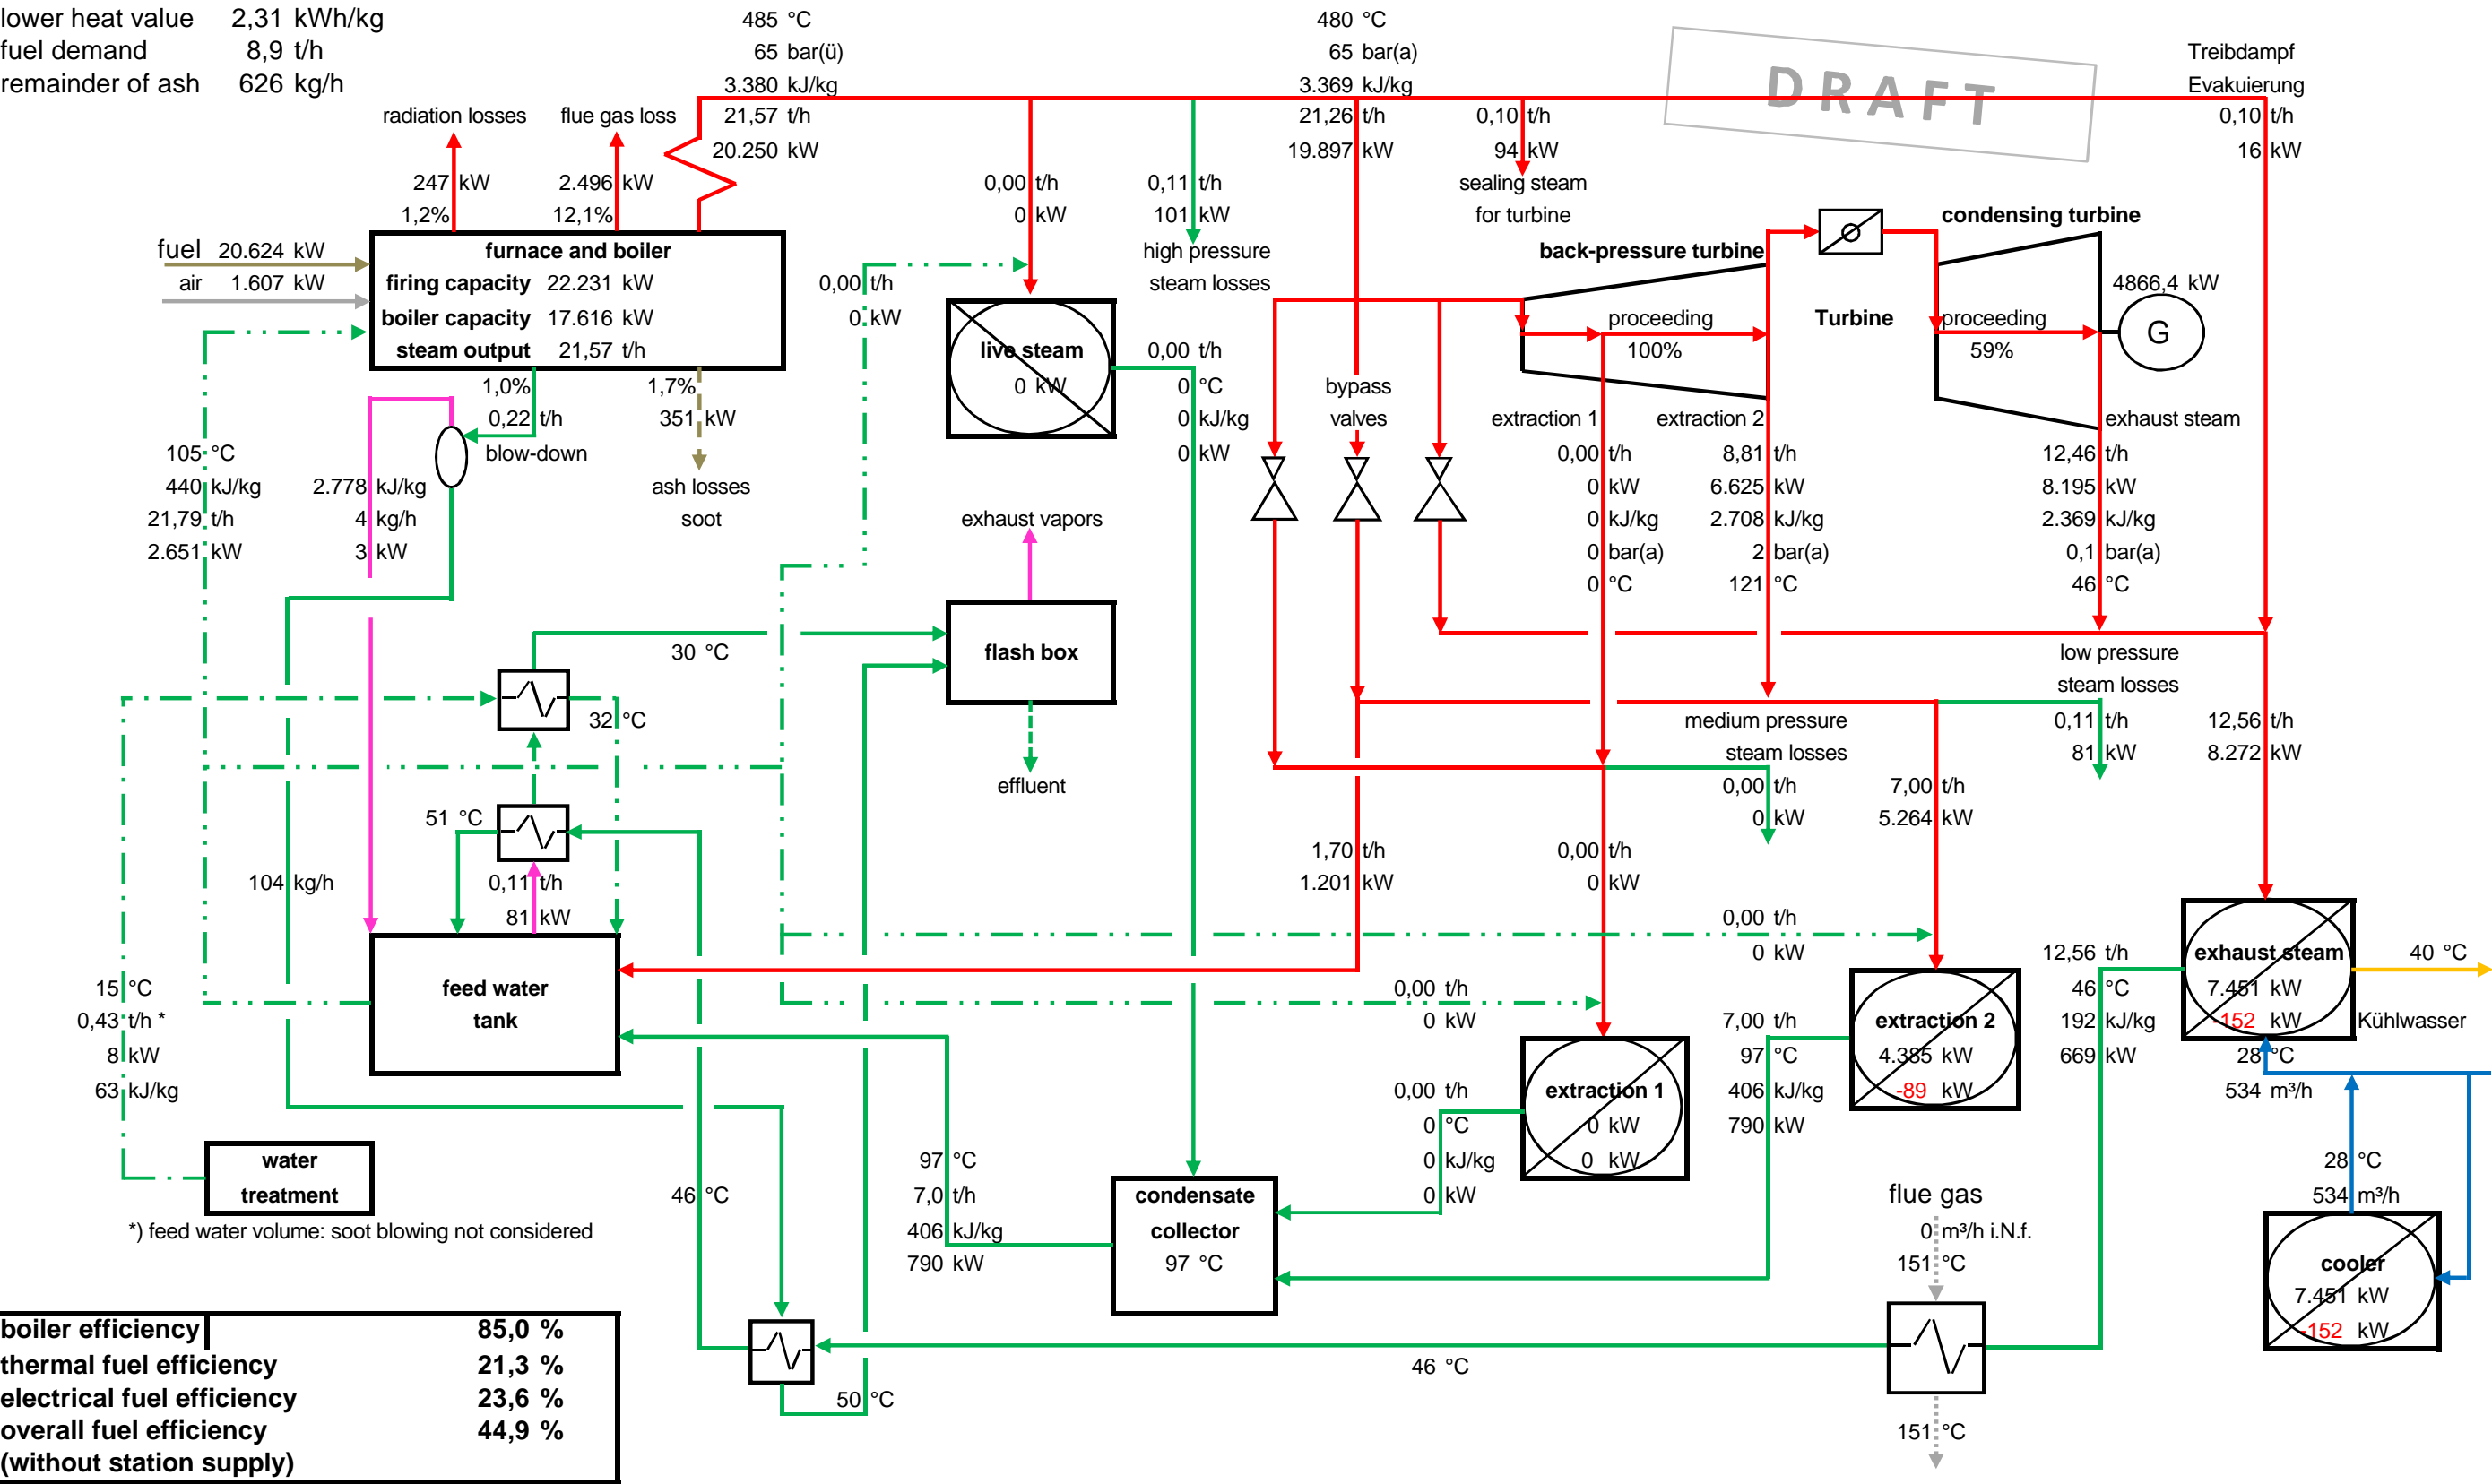 lower heat value 2,31 kWh/kg
fuel demand 8,9 t/h
remainder of ash 626 kg/h
485 °C
65 bar(ü)
3.380 kJ/kg
21,57 t/h
20.250 kW
480 °C
65 bar(a)
3.369 kJ/kg
21,26 t/h
19.897 kW
DRAFT
Treibdampf
Evakuierung
0,10 t/h
16 kW
radiation losses
247 kW
1,2%
flue gas loss
2.496 kW
12,1%
0,00 t/h
0 kW
0,11 t/h
101 kW
high pressure
steam losses
0,10 t/h
94 kW
sealing steam
for turbine
fuel 20.624 kW
air 1.607 kW
furnace and boiler
firing capacity 22.231 kW
boiler capacity 17.616 kW
steam output 21,57 t/h
0,00 t/h
0 kW
live steam
0 kW
0,00 t/h
0 °C
0 kJ/kg
0 kW
bypass
valves
back-pressure turbine
proceeding
100%
Turbine
condensing turbine
proceeding
59%
4866,4 kW
G
1,0%
0,22 t/h
blow-down
1,7%
351 kW
ash losses
soot
105 °C
440 kJ/kg
21,79 t/h
2.651 kW
2.778 kJ/kg
4 kg/h
3 kW
extraction 1
0,00 t/h
0 kW
0 kJ/kg
0 bar(a)
0 °C
extraction 2
8,81 t/h
6.625 kW
2.708 kJ/kg
2 bar(a)
121 °C
exhaust steam
12,46 t/h
8.195 kW
2.369 kJ/kg
0,1 bar(a)
46 °C
exhaust vapors
flash box
effluent
30 °C
32 °C
51 °C
0,11 t/h
81 kW
104 kg/h
low pressure
steam losses
0,11 t/h
81 kW
12,56 t/h
8.272 kW
medium pressure
steam losses
0,00 t/h
0 kW
7,00 t/h
5.264 kW
1,70 t/h
1.201 kW
0,00 t/h
0 kW
0,00 t/h
0 kW
0,00 t/h
0 kW
feed water
tank
15 °C
0,43 t/h *
8 kW
63 kJ/kg
water
treatment
*) feed water volume: soot blowing not considered
46 °C
97 °C
7,0 t/h
406 kJ/kg
790 kW
condensate
collector
97 °C
0,00 t/h
0 °C
0 kJ/kg
0 kW
extraction 1
0 kW
0 kW
7,00 t/h
97 °C
406 kJ/kg
790 kW
extraction 2
4.385 kW
-89 kW
12,56 t/h
46 °C
192 kJ/kg
669 kW
exhaust steam
7.451 kW
-152 kW
40 °C
Kühlwasser
28 °C
534 m³/h
28 °C
534 m³/h
cooler
7.451 kW
-152 kW
flue gas
0 m³/h i.N.f.
151 °C
151 °C
46 °C
50 °C
boiler efficiency 85,0 %
thermal fuel efficiency 21,3 %
electrical fuel efficiency 23,6 %
overall fuel efficiency 44,9 %
(without station supply)